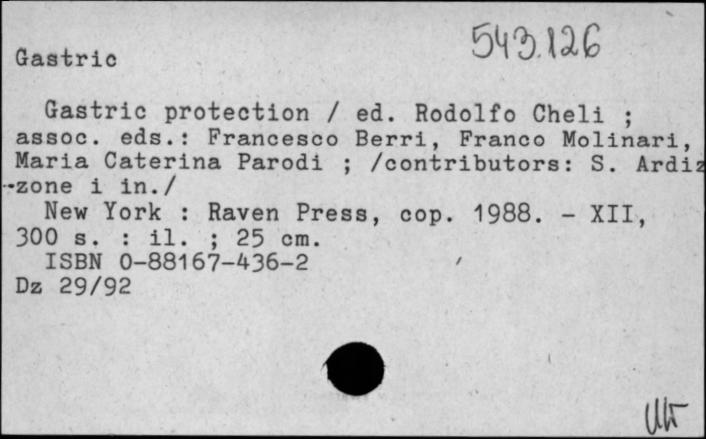 543.126
Gastric
Gastric protection / ed. Rodolfo Cheli ;
assoc. eds.: Francesco Berri, Franco Molinari,
Maria Caterina Parodi ; /contributors: S. Ardiz
-zone i in./
New York : Raven Press, cop. 1988. - XII,
300 s. : il. ; 25 cm.
ISBN 0-88167-436-2
Dz 29/92